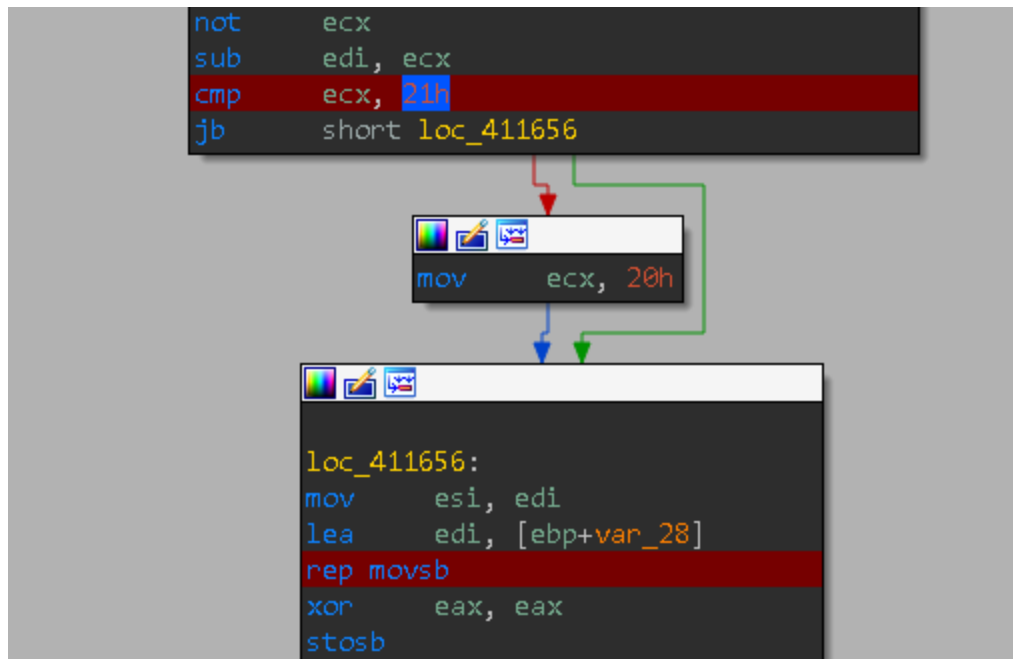 not ecx
sub edi, ecx
cmp ecx, 21h
jb short loc_411656
mov ecx, 20h
loc_411656:
mov esi, edi
lea edi, [ebp+var_28]
rep movsb
xor eax, eax
stosb